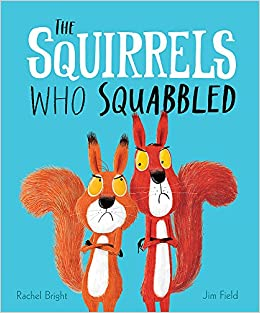 THE
SQUIRRELS
WHO SQUABBLED
Rachel Bright
Jim Field